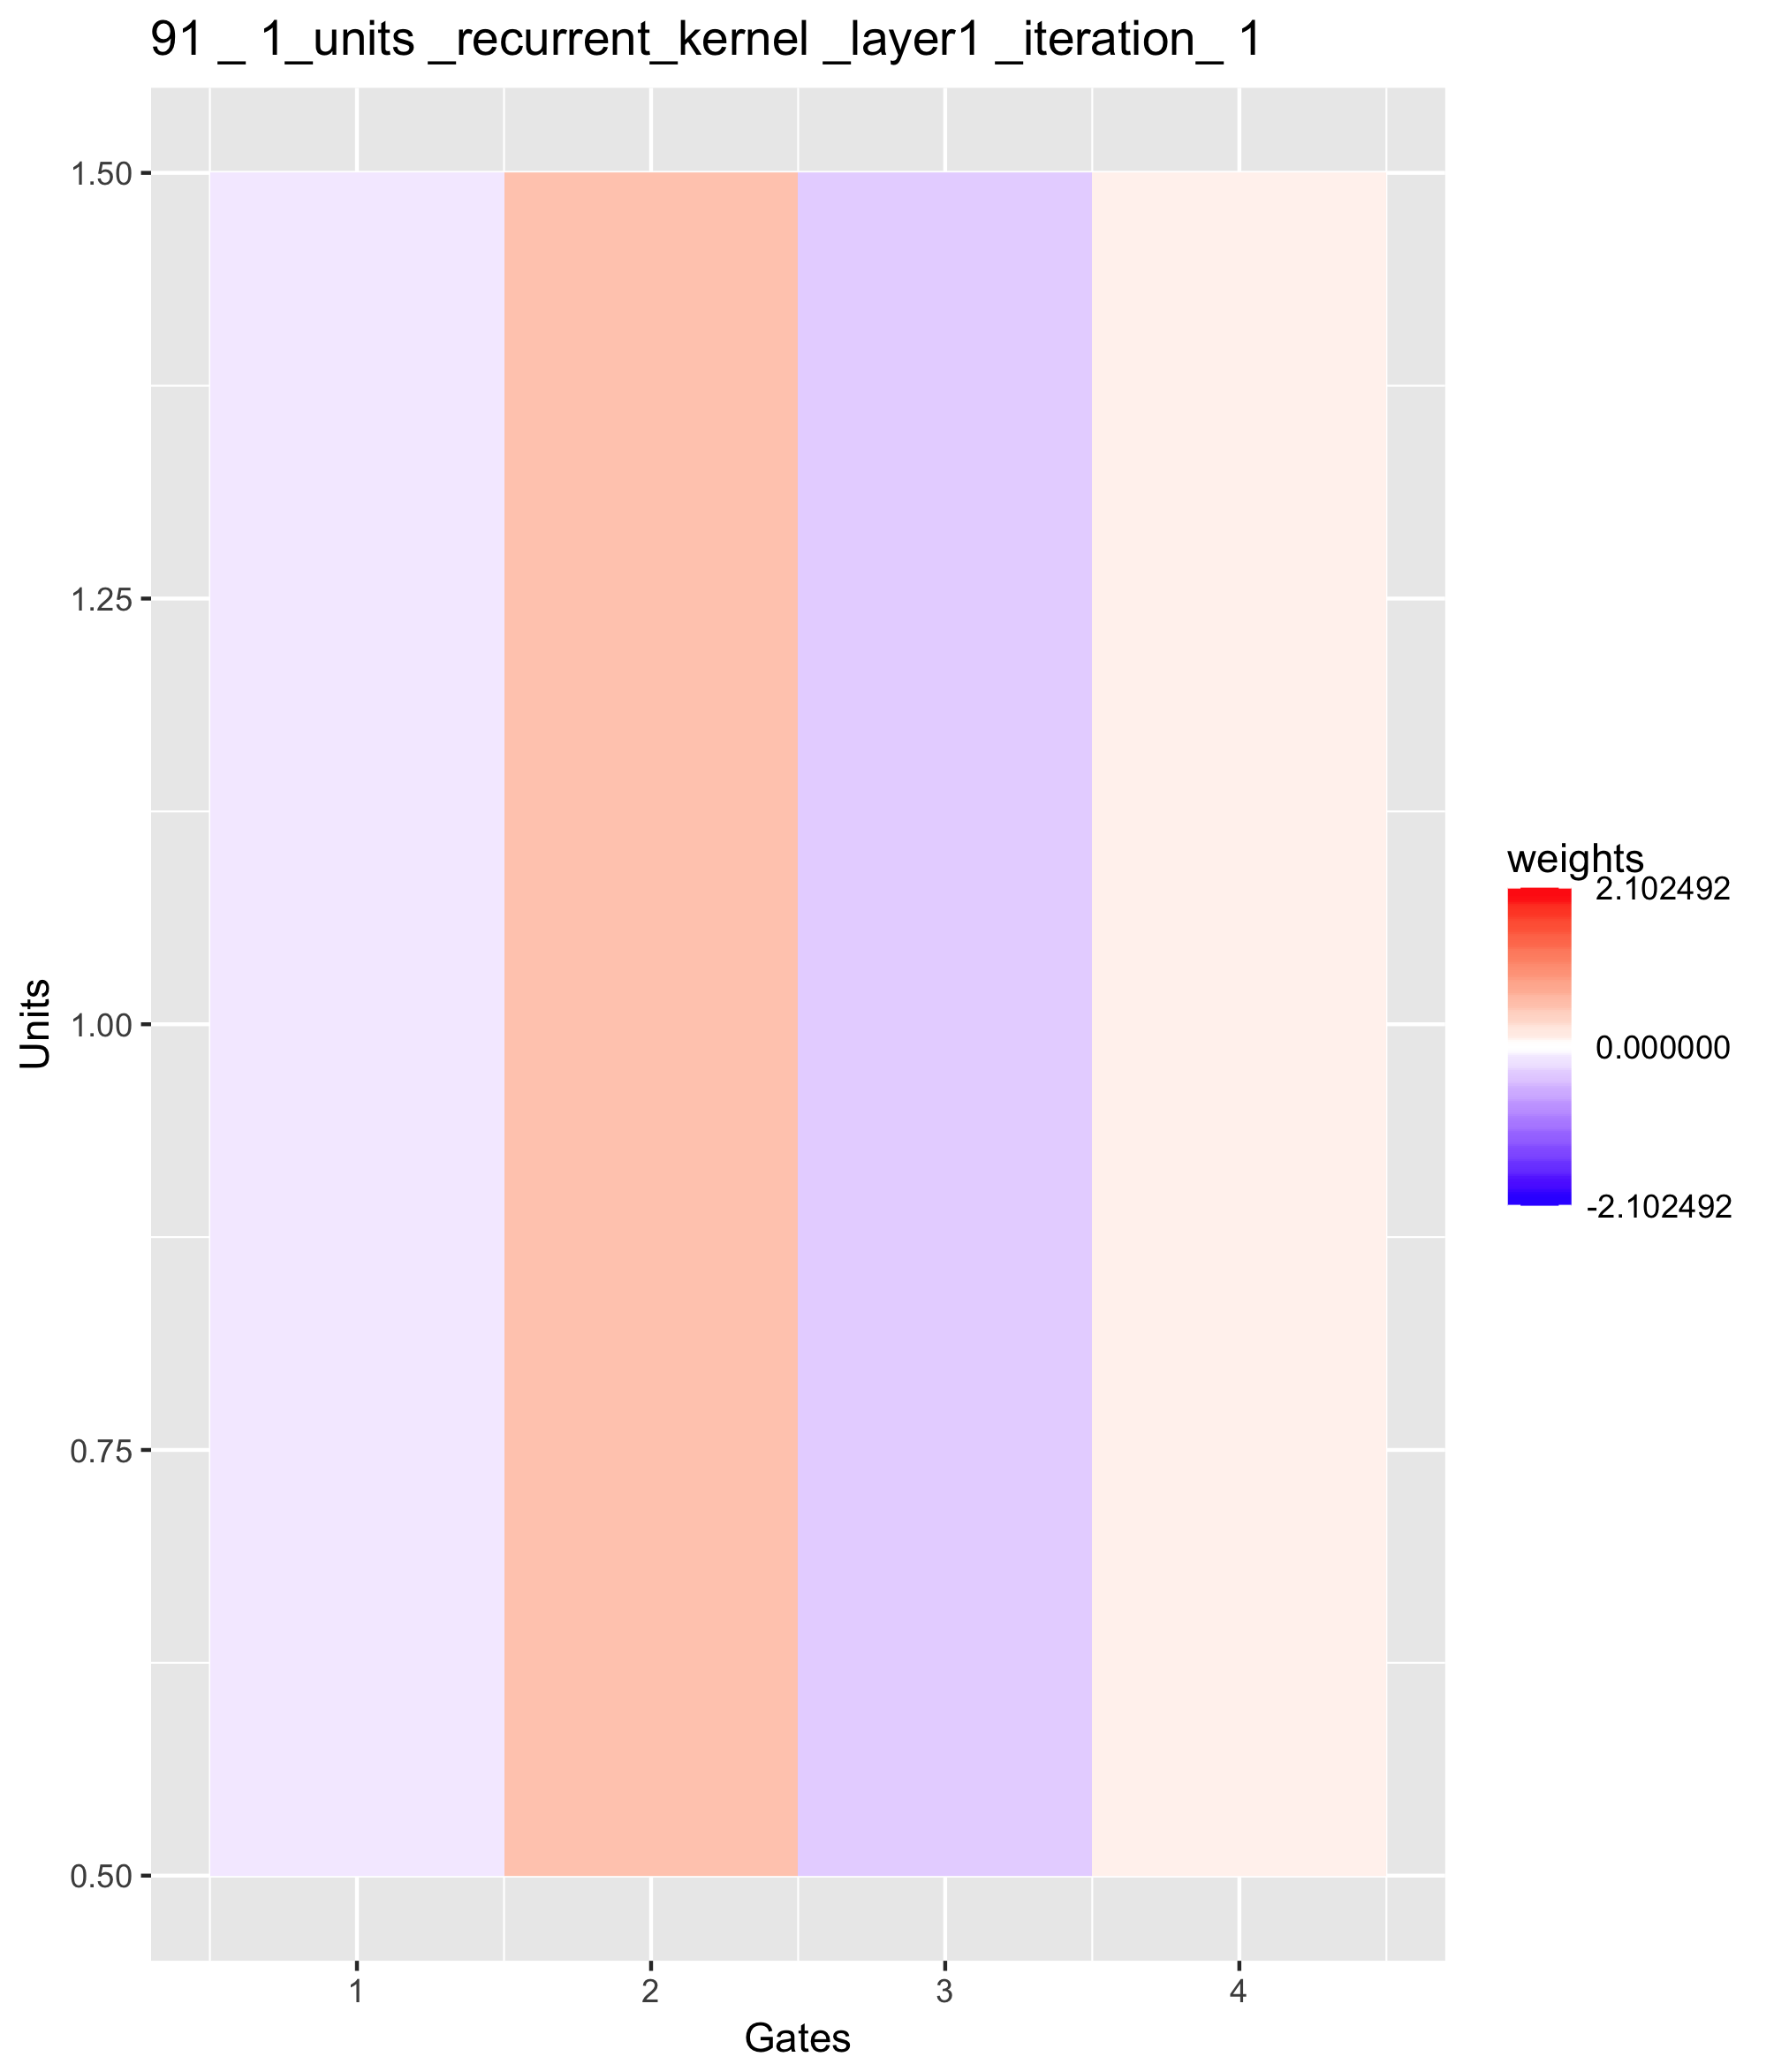 91 _ 1_units _recurrent_kernel _layer1 _iteration_ 1
1.50
1.25
1.00
0.75
0.50
Units
1 2 3 4
Gates
weights
2.102492
0.000000
-2.102492